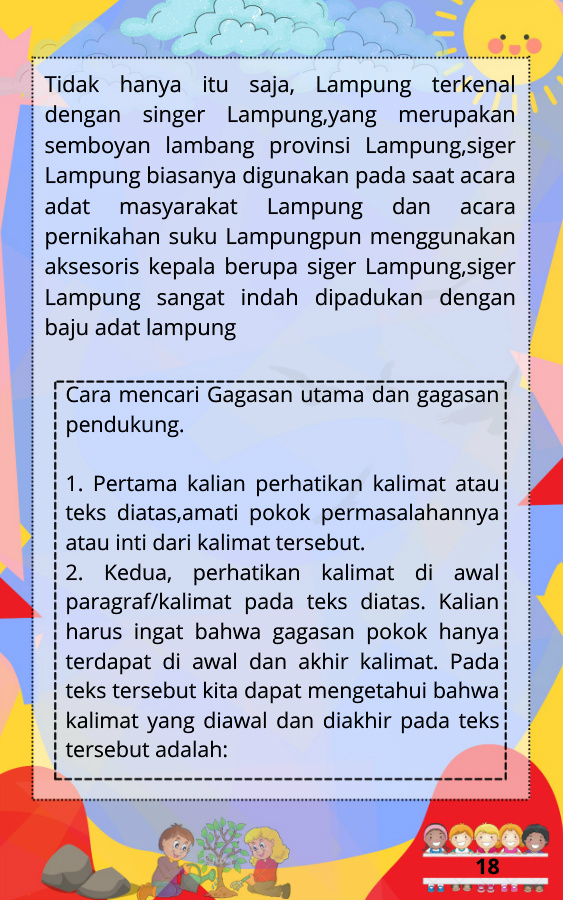 Tidak hanya itu saja, Lampung terkenal
dengan singer Lampung,yang merupakan
semboyan lambang provinsi Lampung,siger
Lampung biasanya digunakan pada saat acara
adat masyarakat Lampung dan acara
pernikahan suku Lampungpun menggunakan
aksesoris kepala berupa siger Lampung,siger
Lampung sangat indah dipadukan dengan
baju adat lampung
Cara mencari Gagasan utama dan gagasan
pendukung.
1. Pertama kalian perhatikan kalimat atau
teks diatas,amati pokok permasalahannya
atau inti dari kalimat tersebut.
2. Kedua, perhatikan kalimat di awal
paragraf/kalimat pada teks diatas. Kalian
harus ingat bahwa gagasan pokok hanya
terdapat di awal dan akhir kalimat. Pada
teks tersebut kita dapat mengetahui bahwa
kalimat yang diawal dan diakhir pada teks
tersebut adalah:
18